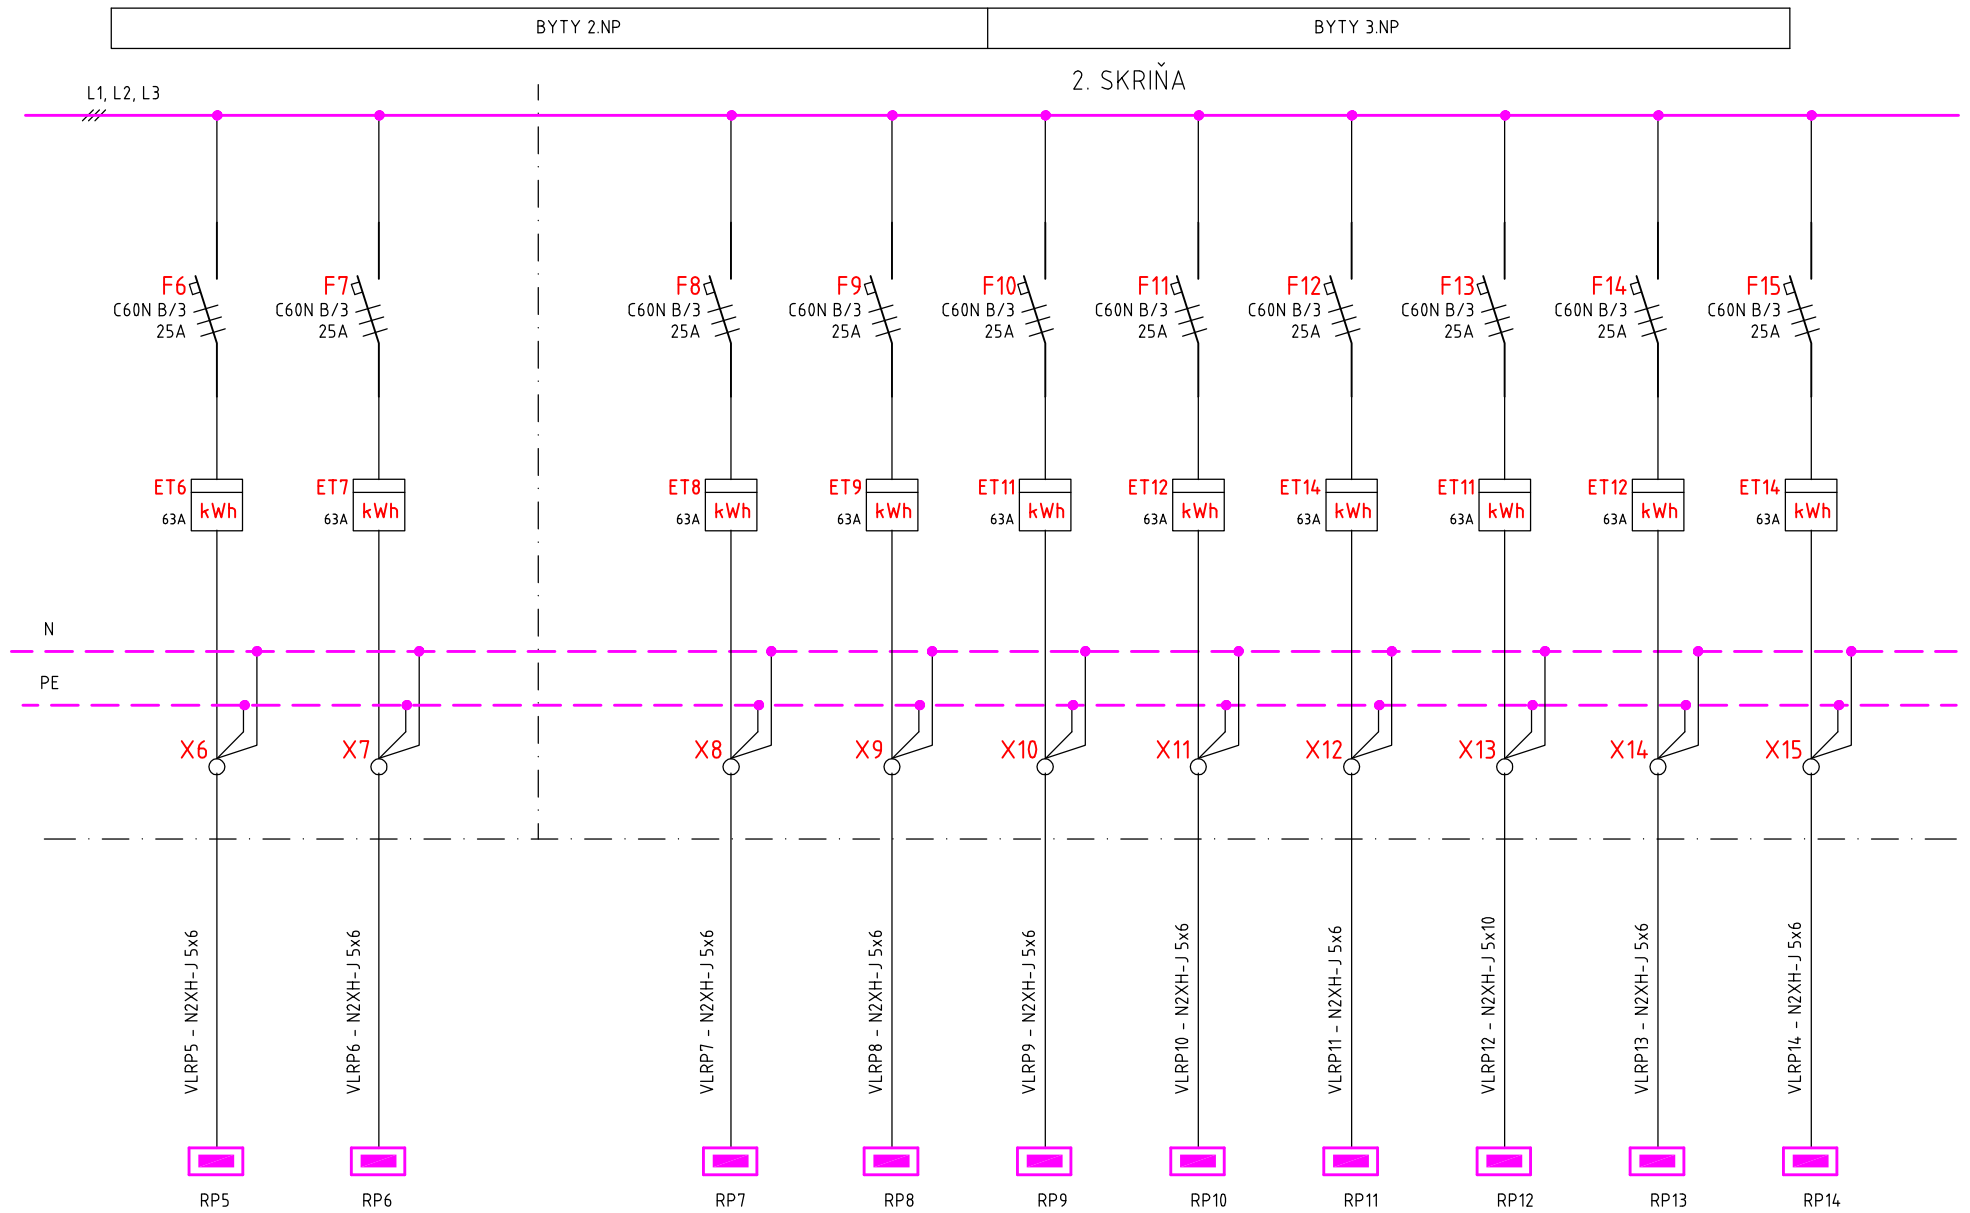 BYTY 2.NP
BYTY 3.NP
2. SKRIŇA
L1, L2, L3
F6
C60N B/3
25A
F7
C60N B/3
25A
F8
C60N B/3
25A
F9
C60N B/3
25A
F10
C60N B/3
25A
F11
C60N B/3
25A
F12
C60N B/3
25A
F13
C60N B/3
25A
F14
C60N B/3
25A
F15
C60N B/3
25A
ET6
63A
kWh
ET7
63A
kWh
ET8
63A
kWh
ET9
63A
kWh
ET11
63A
kWh
ET12
63A
kWh
ET14
63A
kWh
ET11
63A
kWh
ET12
63A
kWh
ET14
63A
kWh
N
PE
X6
X7
X8
X9
X10
X11
X12
X13
X14
X15
VLRP5 - N2XH-J 5x6
VLRP6 - N2XH-J 5x6
VLRP7 - N2XH-J 5x6
VLRP8 - N2XH-J 5x6
VLRP9 - N2XH-J 5x6
VLRP10 - N2XH-J 5x6
VLRP11 - N2XH-J 5x6
VLRP12 - N2XH-J 5x10
VLRP13 - N2XH-J 5x6
VLRP14 - N2XH-J 5x6
RP5
RP6
RP7
RP8
RP9
RP10
RP11
RP12
RP13
RP14